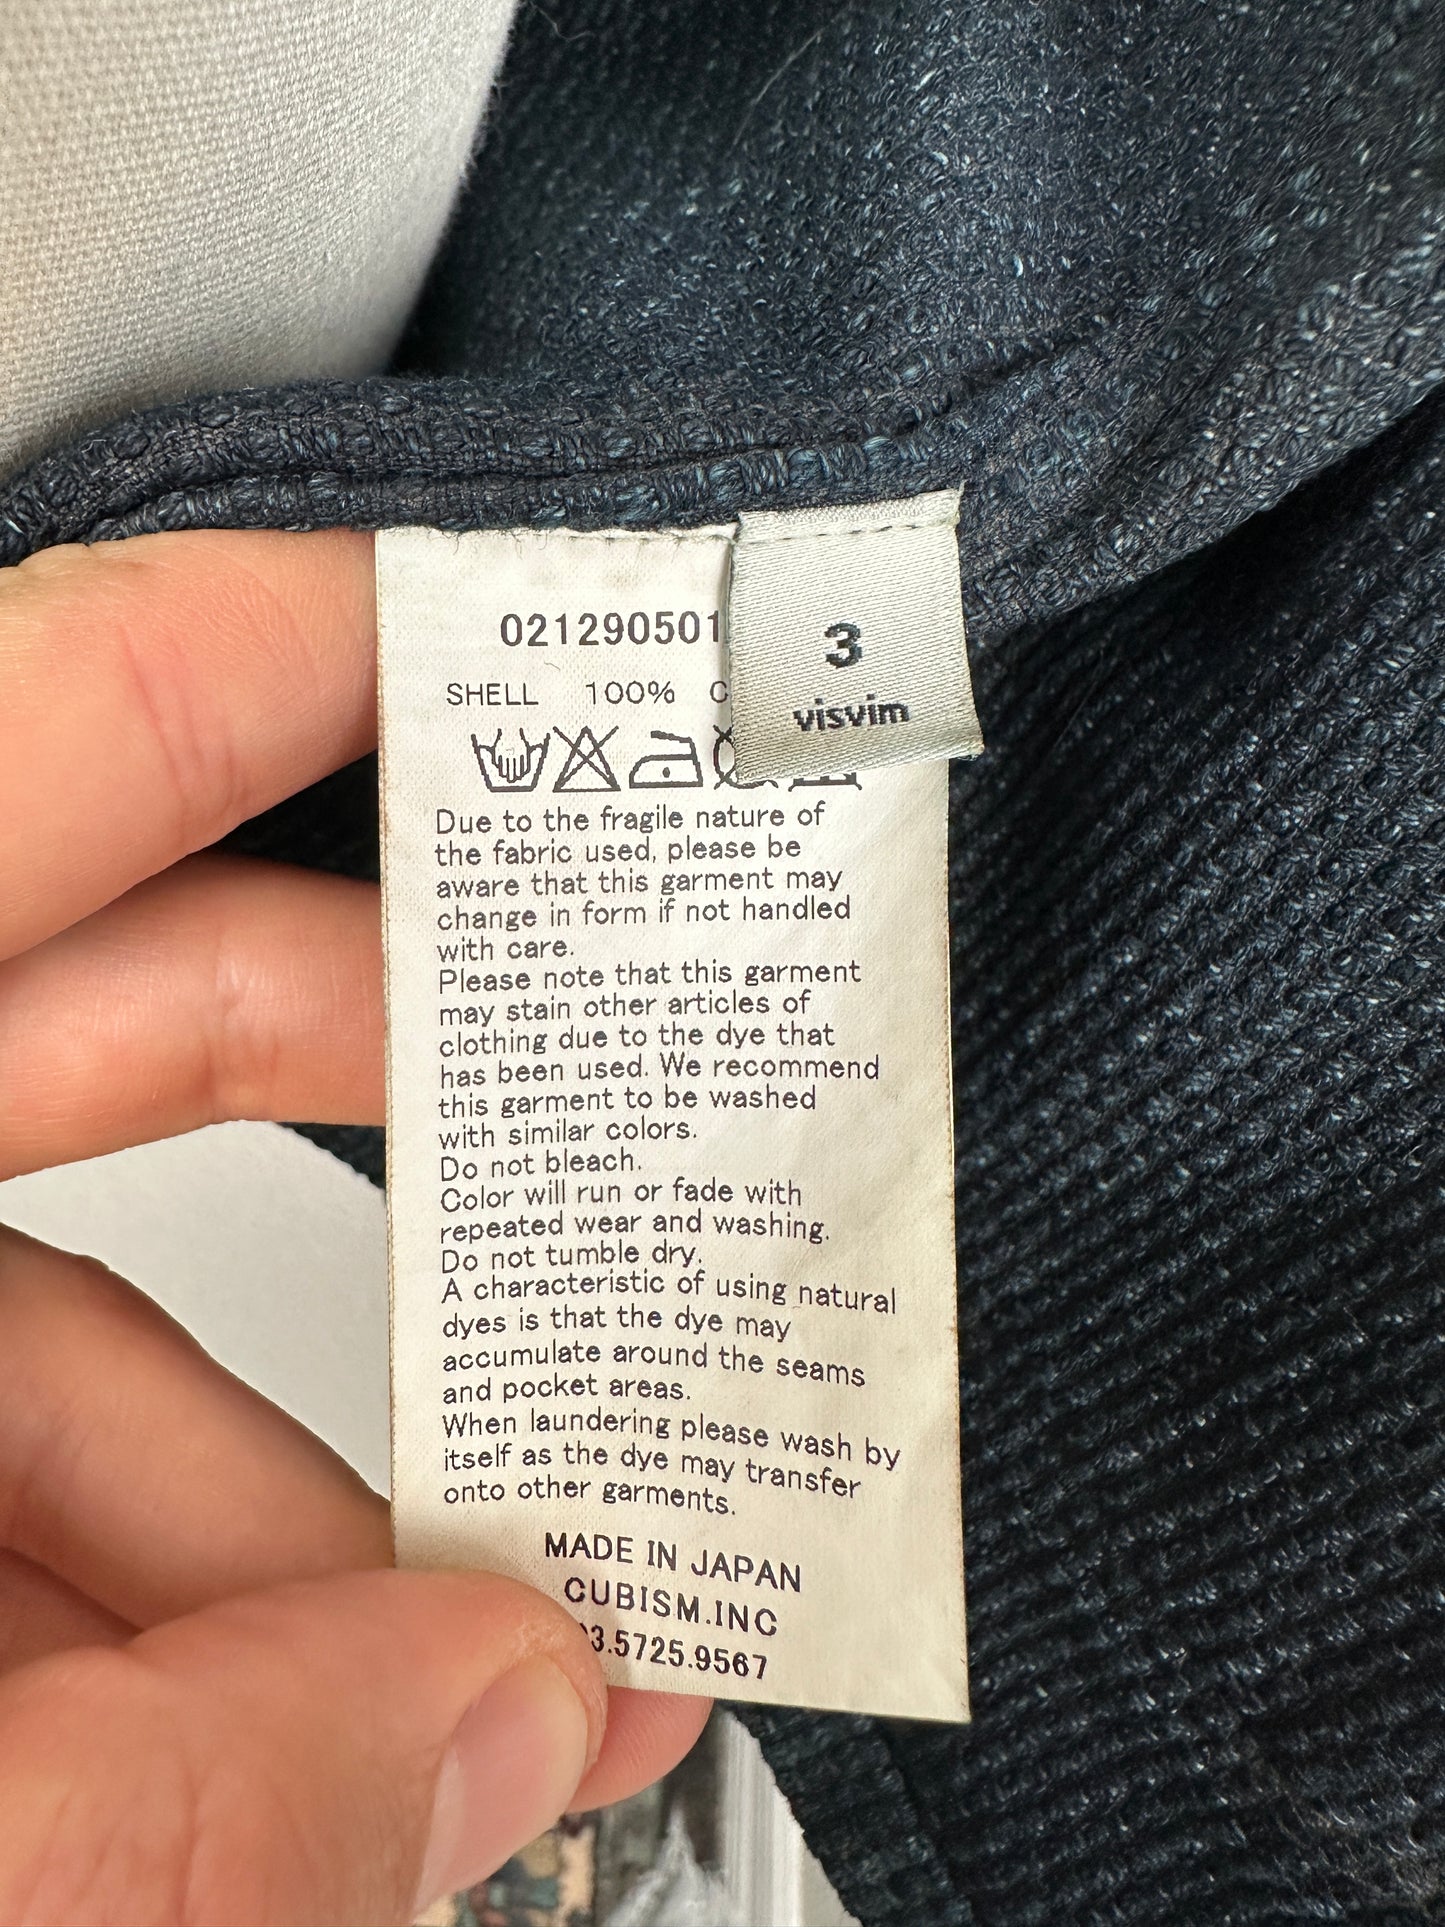 021290501
SHELL 100%
3
visvim
Due to the fragile nature of
the fabric used, please be
aware that this garment may
change in form if not handled
with care.
Please note that this garment
may stain other articles of
clothing due to the dye that
has been used. We recommend
this garment to be washed
with similar colors.
Do not bleach.
Color will run or fade with
repeated wear and washing.
Do not tumble dry.
A characteristic of using natural
dyes is that the dye may
accumulate around the seams
and pocket areas.
When laundering please wash by
itself as the dye may transfer
onto other garments.
MADE IN JAPAN
CUBISM.INC
3.5725.9567